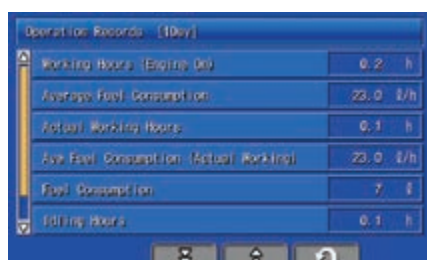 Operation Records [1Day]
Working Hours (Engine On) 0.2 h
Average Fuel Consumption 23.0 ℓ/h
Actual Working Hours 0.1 h
Ave Fuel Consumption (Actual Working) 23.0 ℓ/h
Fuel Consumption 7 ℓ
Idling Hours 0.1 h